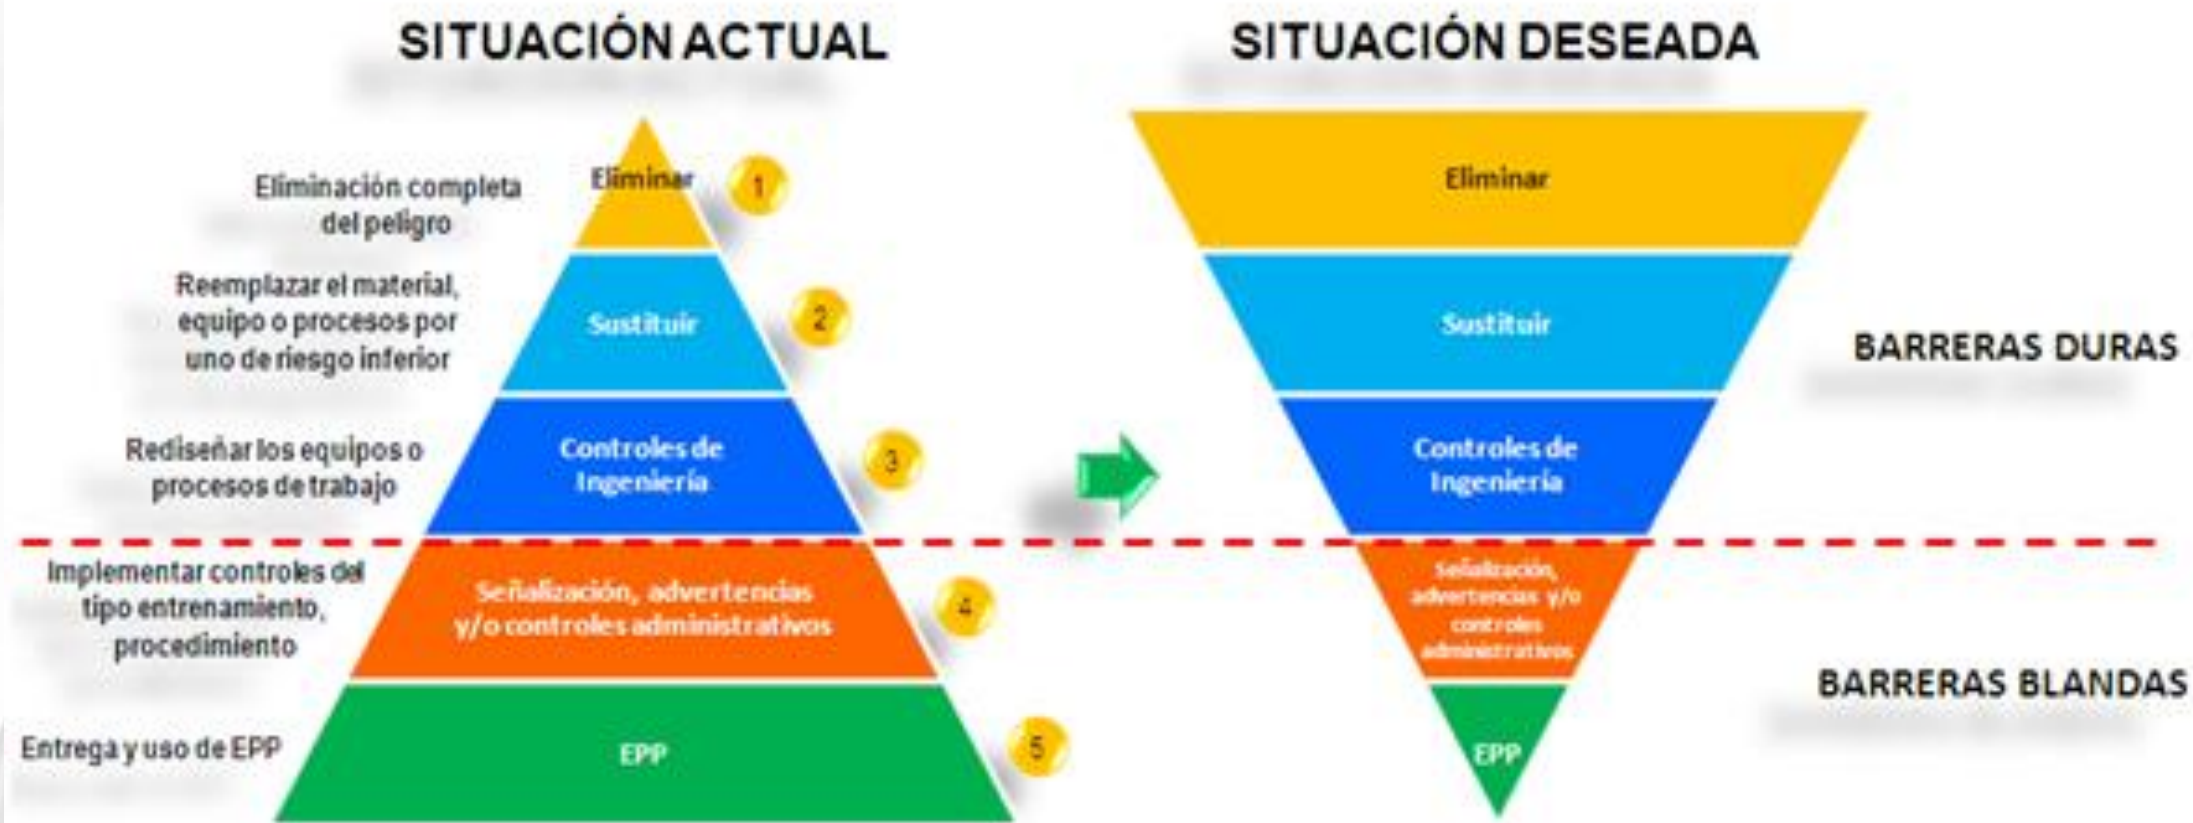 SITUACIÓN ACTUAL
Eliminación completa
del peligro
Eliminar
1
Reemplazar el material,
equipo o procesos por
uno de riesgo inferior
Sustituir
2
Rediseñar los equipos o
procesos de trabajo
Controles de
Ingeniería
3
Implementar controles del
tipo entrenamiento,
procedimiento
Señalización, advertencias
y/o controles administrativos
4
Entrega y uso de EPP
EPP
5
SITUACIÓN DESEADA
Eliminar
Sustituir
Controles de
Ingeniería
Señalización,
advertencias y/o
controles
administrativos
EPP
BARRERAS DURAS
BARRERAS BLANDAS